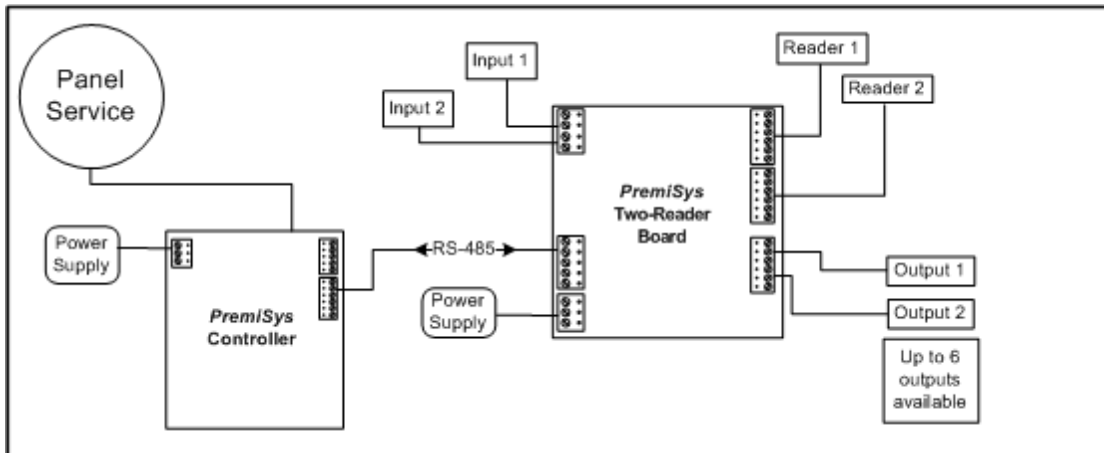 Panel
Service
Input 1
Input 2
Reader 1
Reader 2
PremiSys
Two-Reader
Board
Power
Supply
RS-485
PremiSys
Controller
Power
Supply
Output 1
Output 2
Up to 6
outputs
available